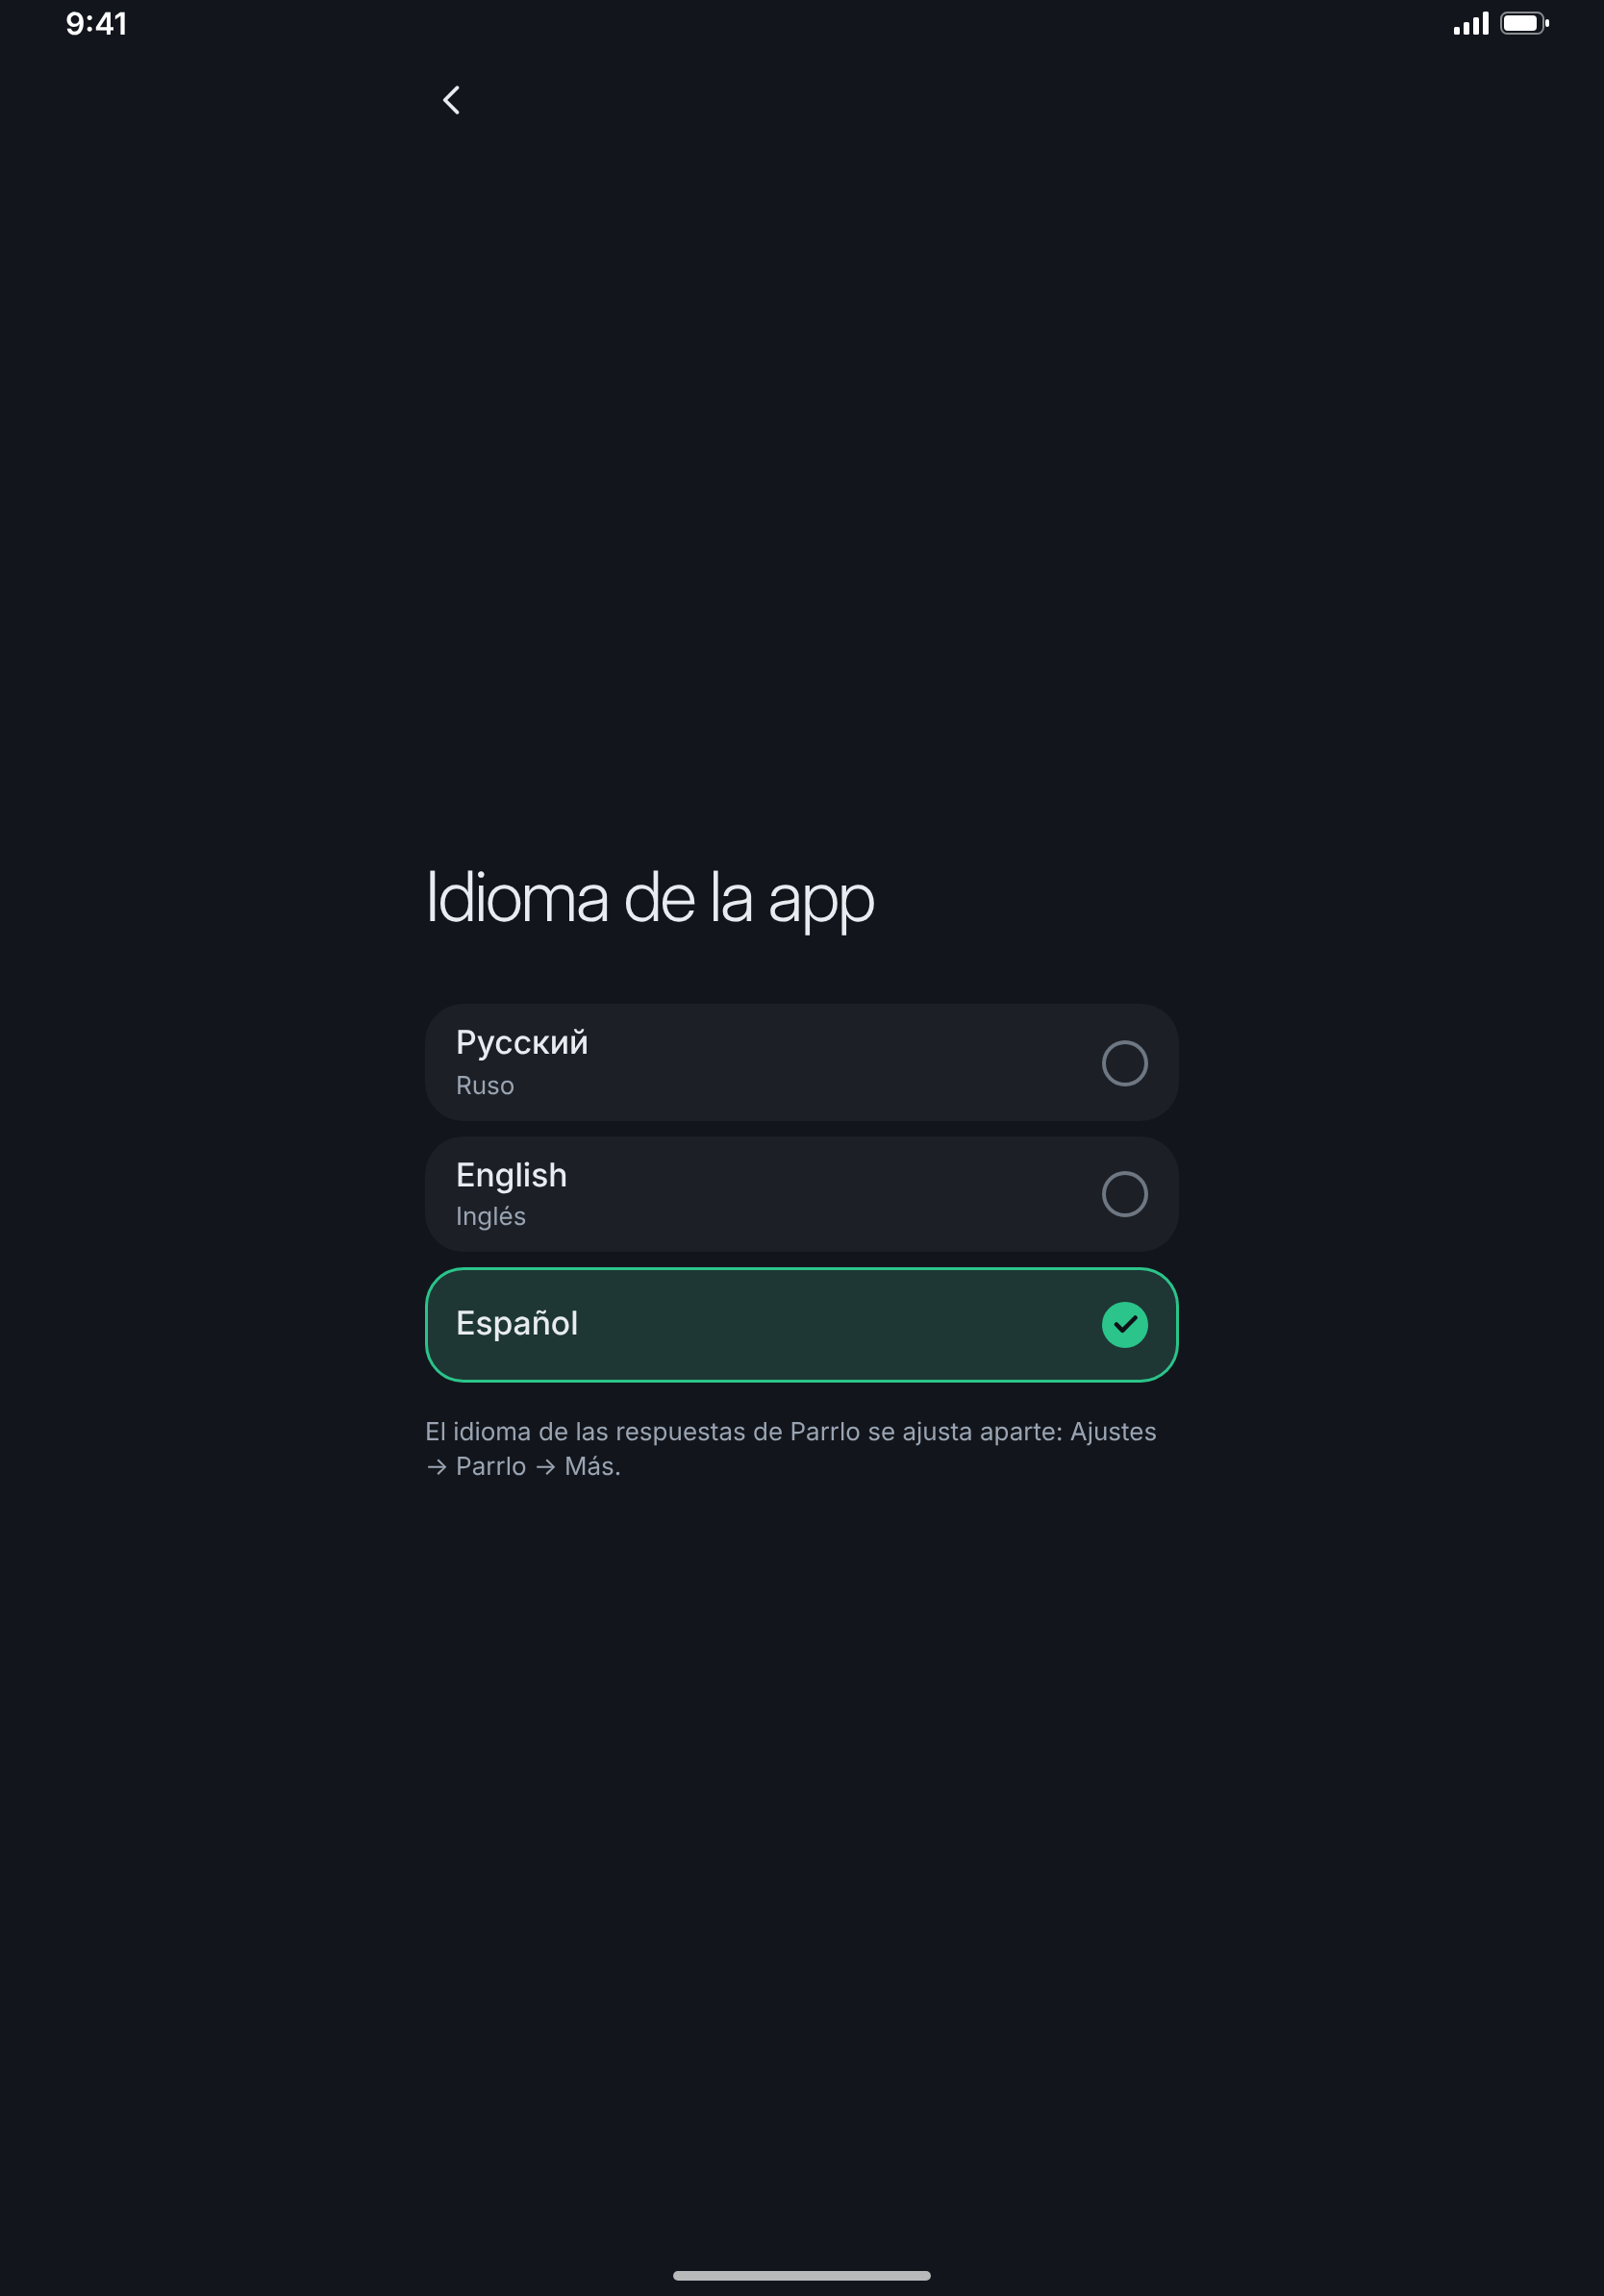 9:41
Idioma de la app
Русский
Ruso
English
Inglés
Español
El idioma de las respuestas de Parrlo se ajusta aparte: Ajustes
→ Parrlo → Más.